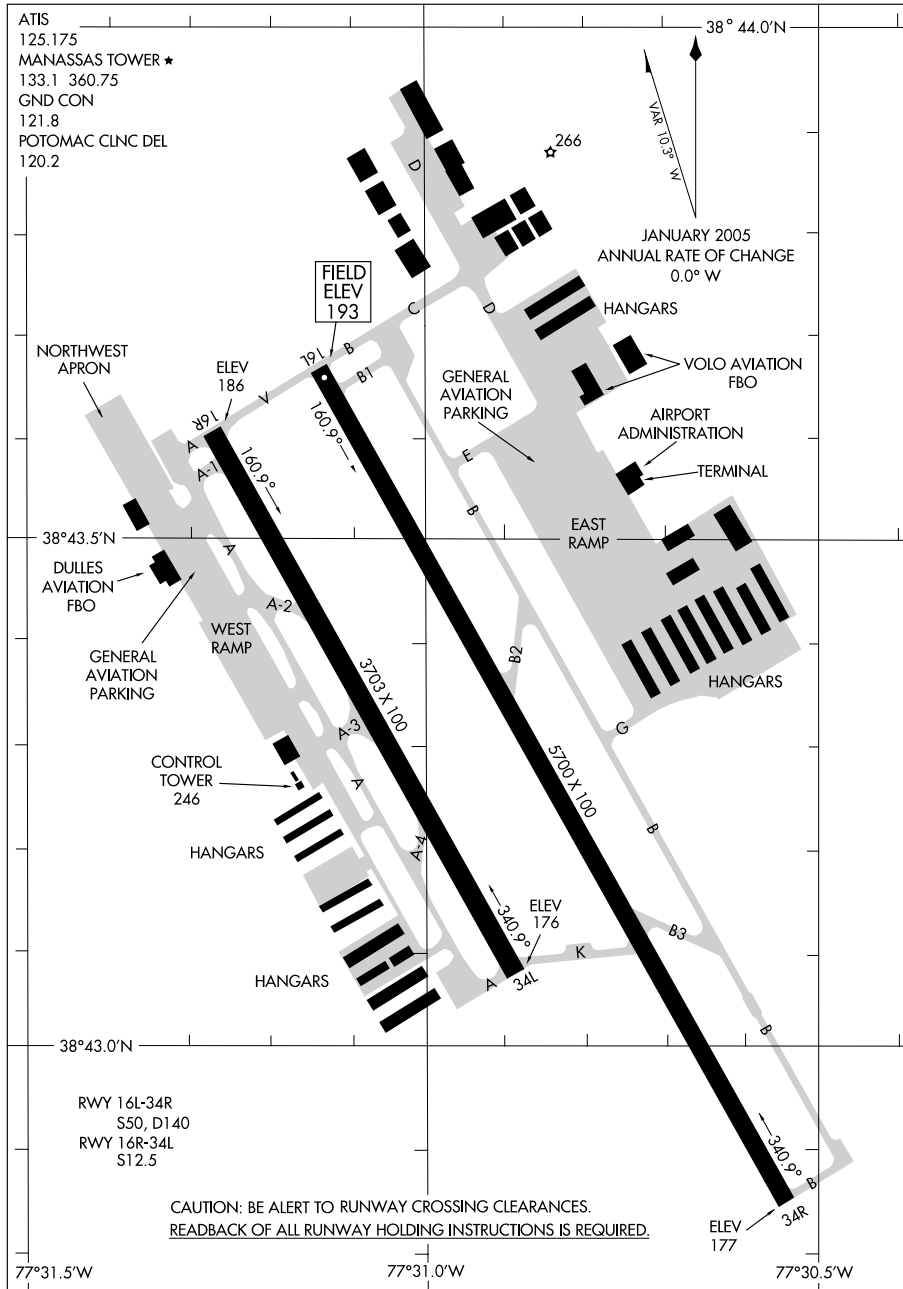 ATIS
125.175
MANASSAS TOWER ★
133.1 360.75
GND CON
121.8
POTOMAC CLNC DEL
120.2
38° 44.0'N
VAR 10.3° W
266
D
JANUARY 2005
ANNUAL RATE OF CHANGE
0.0° W
FIELD
ELEV
193
C
D
HANGARS
NORTHWEST
APRON
ELEV
186
16L
B
B1
V
VOLO AVIATION
FBO
GENERAL
AVIATION
PARKING
16R
A
A-1
160.9°
160.9°
AIRPORT
ADMINISTRATION
TERMINAL
E
B
EAST
RAMP
38°43.5'N
A
DULLES
AVIATION
FBO
A-2
WEST
RAMP
GENERAL
AVIATION
PARKING
B2
3703 X 100
HANGARS
G
A-3
CONTROL
TOWER
246
A
5700 X 100
B
HANGARS
A-4
340.9°
ELEV
176
B3
K
HANGARS
A
34L
B
38°43.0'N
RWY 16L-34R
S50, D140
RWY 16R-34L
S12.5
340.9°
B
34R
CAUTION: BE ALERT TO RUNWAY CROSSING CLEARANCES.
READBACK OF ALL RUNWAY HOLDING INSTRUCTIONS IS REQUIRED.
ELEV
177
77°31.5'W
77°31.0'W
77°30.5'W